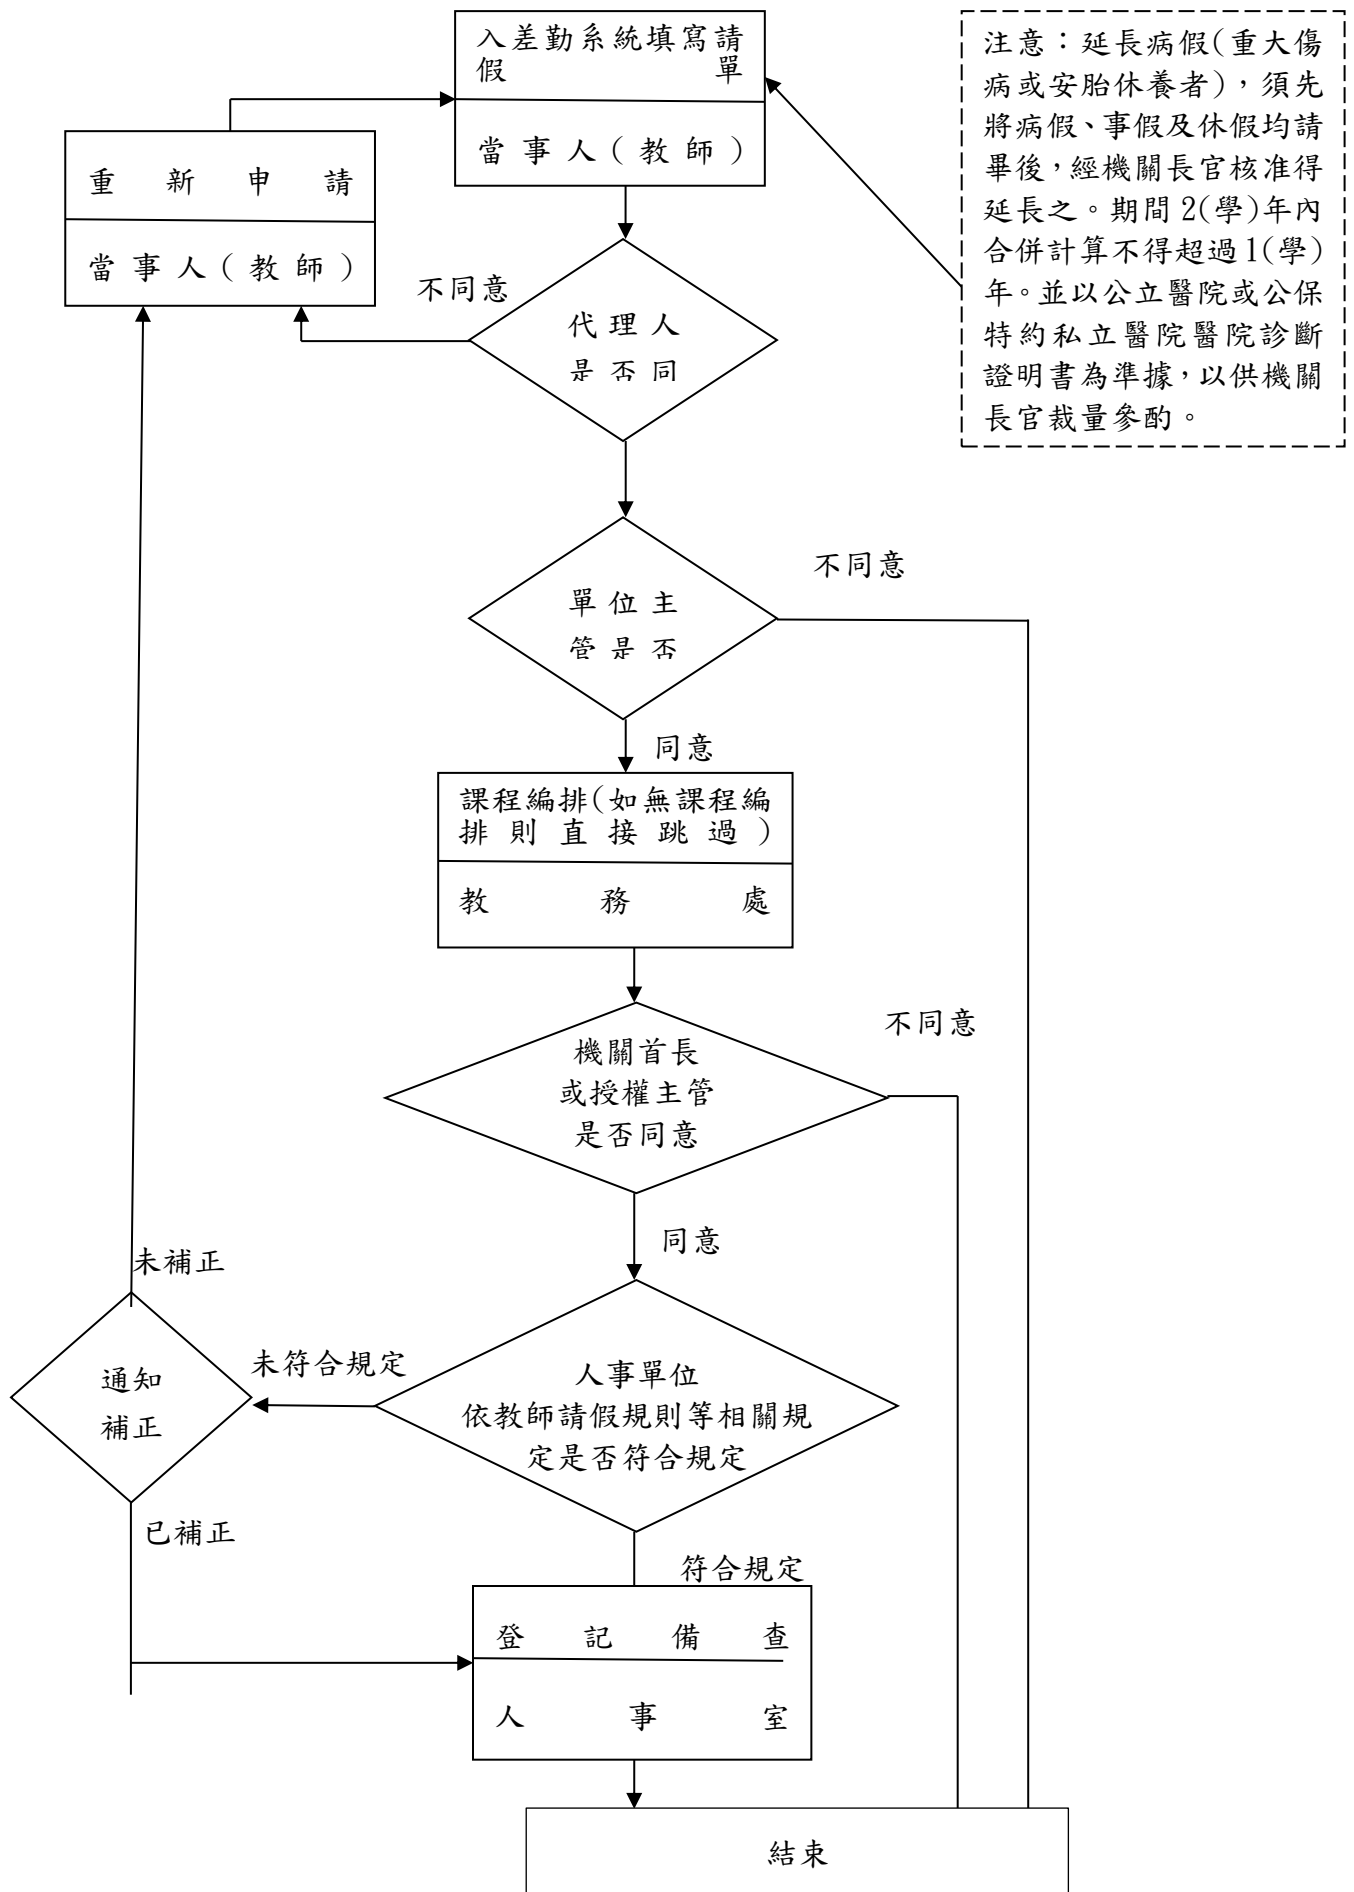 入差勤系統填寫請
假單
當事人(教師)
注意：延長病假(重大傷
病或安胎休養者)，須先
將病假、事假及休假均請
畢後，經機關長官核准得
延長之。期間 2(學)年內
合併計算不得超過1(學)
年。並以公立醫院或公保
特約私立醫院醫院診斷
證明書為準據，以供機關
長官裁量參酌。
重新申請
當事人(教師)
不同意
代理人
是否同
不同意
單位主
管是否
同意
課程編排(如無課程編
排則直接跳過)
教務處
不同意
機關首長
或授權主管
是否同意
同意
未補正
通知
補正
未符合規定
人事單位
依教師請假規則等相關規
定是否符合規定
已補正
符合規定
登記備查
人事室
結束